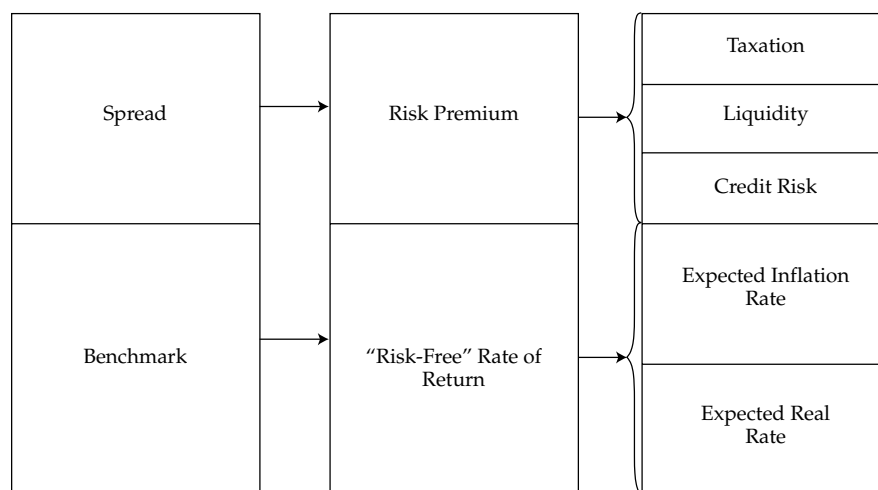 Spread
Risk Premium
Taxation
Liquidity
Credit Risk
Benchmark
“Risk-Free” Rate of
Return
Expected Inflation
Rate
Expected Real
Rate